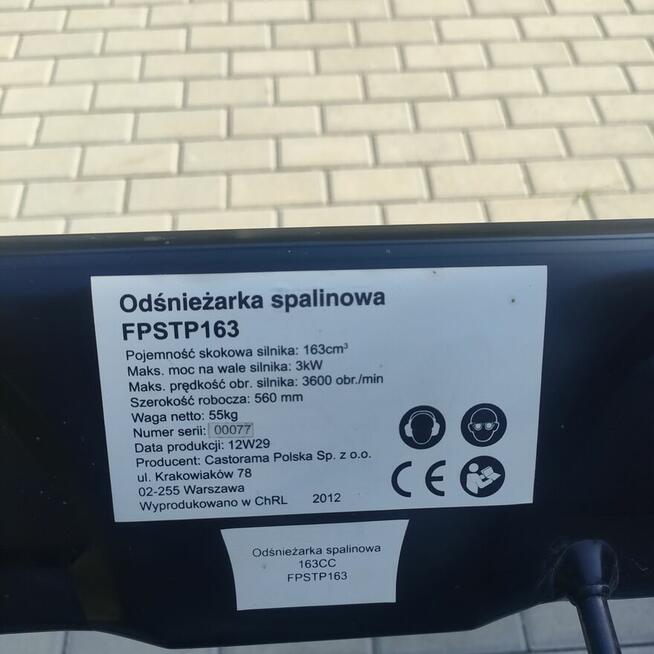 Odśnieżarka spalinowa
FPSTP163
Pojemność skokowa silnika: 163cm³
Maks. moc na wale silnika: 3kW
Maks. prędkość obr. silnika: 3600 obr./min
Szerokość robocza: 560 mm
Waga netto: 55kg
Numer serii: 00077
Data produkcji: 12W29
Producent: Castorama Polska Sp. z o.o.
ul. Krakowiaków 78
02-255 Warszawa
Wyprodukowano w ChRL 2012
CE
Odśnieżarka spalinowa
163CC
FPSTP163